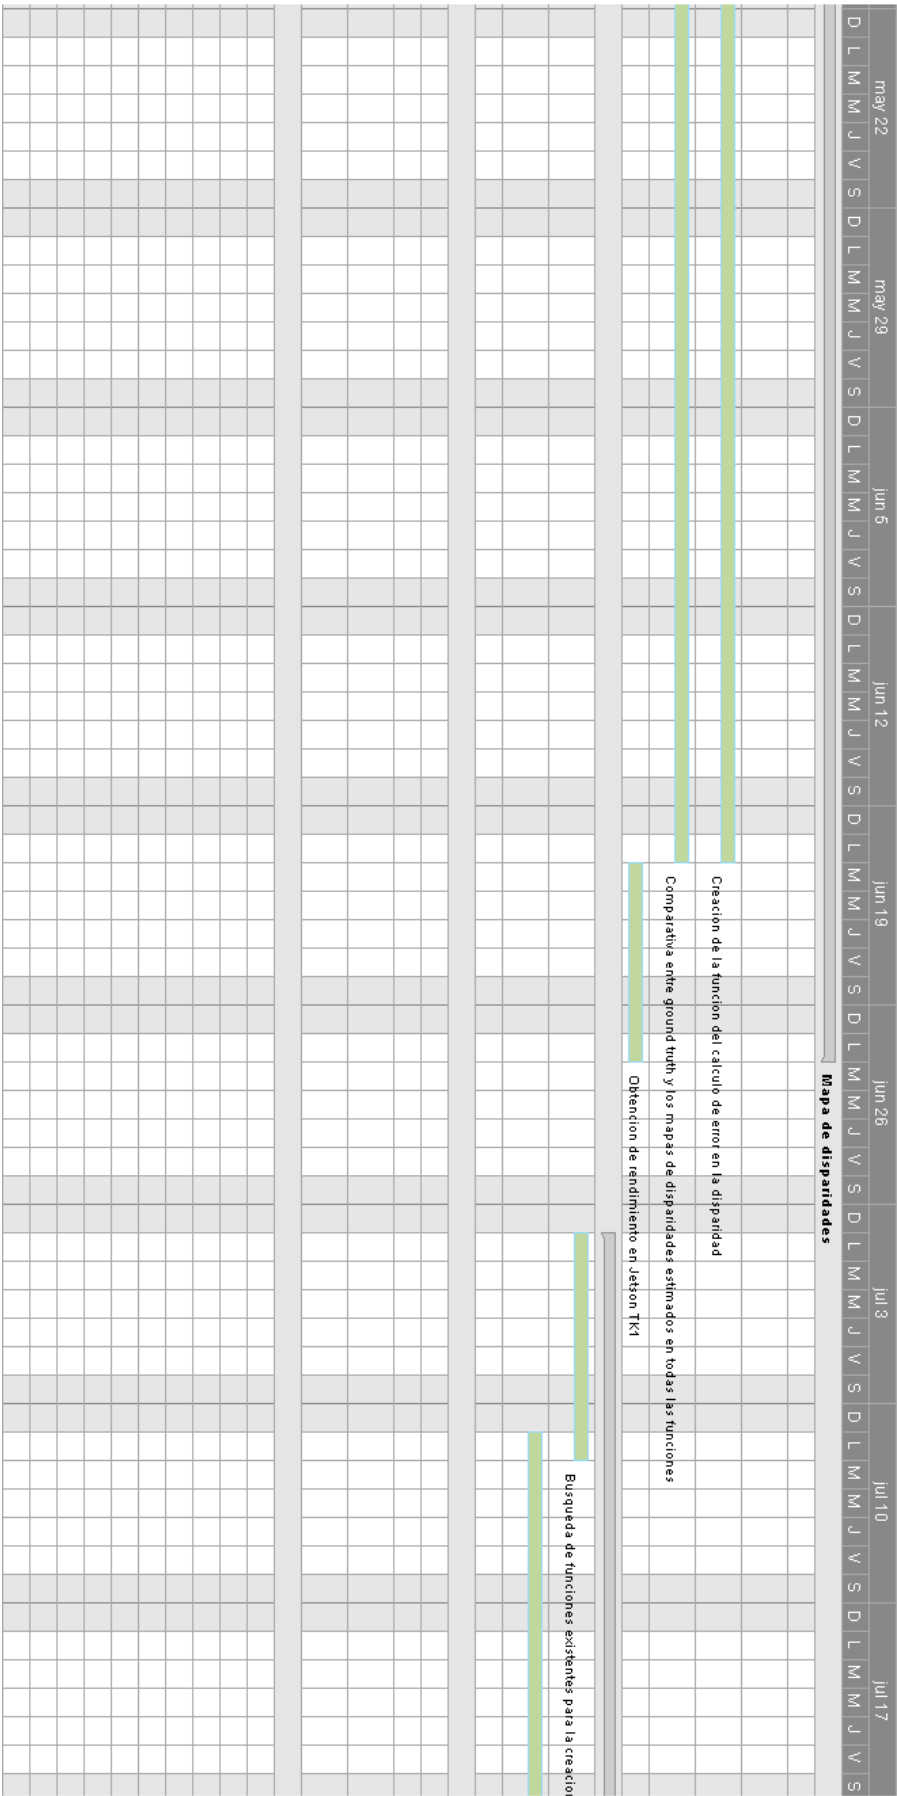 may 22 may 29 jun 5 jun 12 jun 19 jun 26 jul 3 jul 10 jul 17
D L M M J V S D L M M J V S D L M M J V S D L M M J V S D L M M J V S D L M M J V S D L M M J V S D L M M J V S D L M M J V S
Mapa de disparidades
Creacion de la funcion del calculo de error en la disparidad
Comparativa entre ground truth y los mapas de disparidades estimados en todas las funciones
Obtencion de rendimiento en Jetson TK1
Busqueda de funciones existentes para la creacion